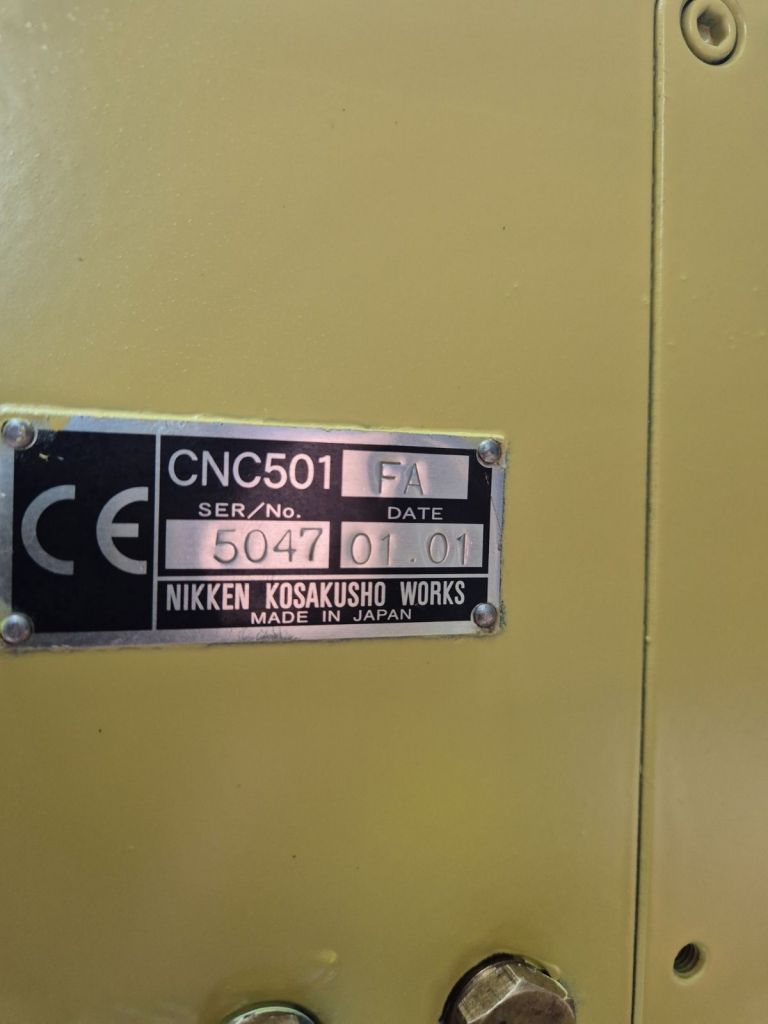 CE
CNC501 FA
SER/No. DATE
5047 01.01
NIKKEN KOSAKUSHO WORKS
MADE IN JAPAN